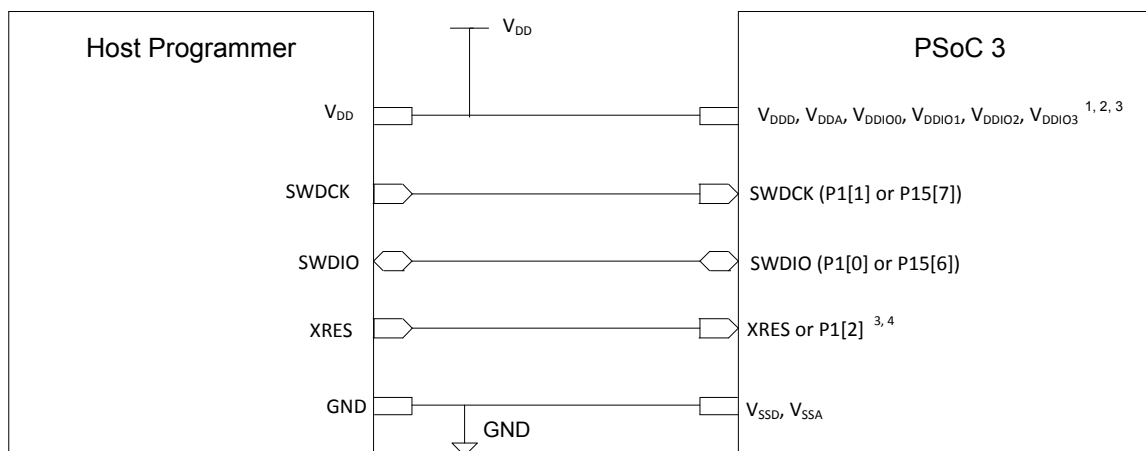 V_DD
Host Programmer
PSoC 3
V_DD
V_DDD, V_DDA, V_DDIO0, V_DDIO1, V_DDIO2, V_DDIO3 1, 2, 3
SWDCK
SWDCK (P1[1] or P15[7])
SWDIO
SWDIO (P1[0] or P15[6])
XRES
XRES or P1[2] 3, 4
GND
V_SSD, V_SSA
GND